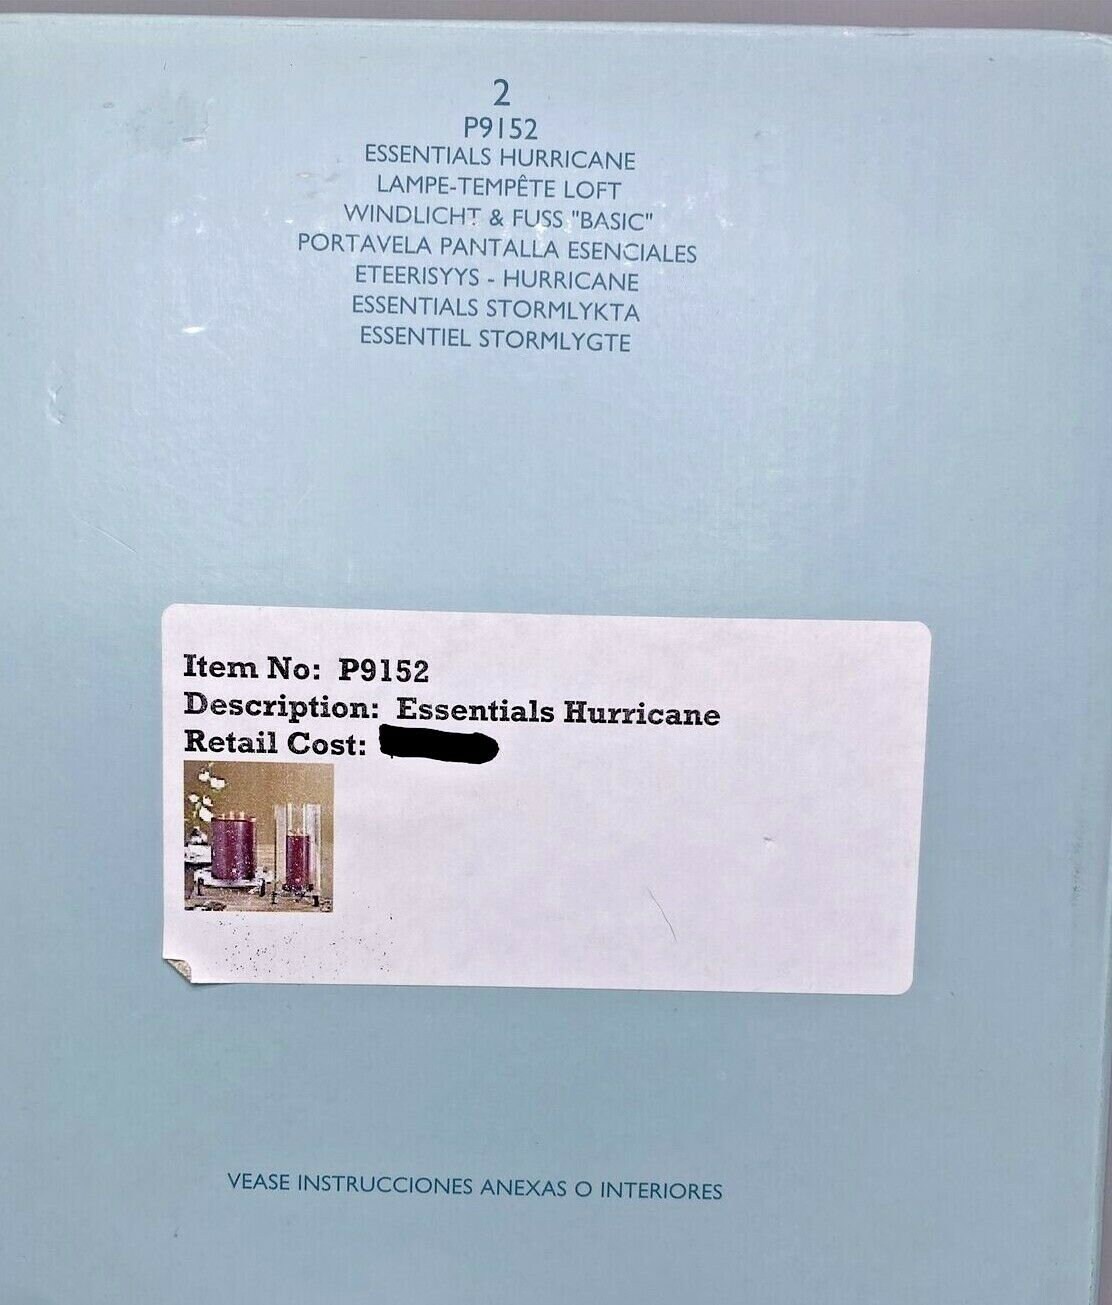 2
P9152
ESSENTIALS HURRICANE
LAMPE-TEMPÊTE LOFT
WINDLICHT & FUSS "BASIC"
PORTAVELA PANTALLA ESENCIALES
ETEERISYYS - HURRICANE
ESSENTIALS STORMLYKTA
ESSENTIEL STORMLYGTE
Item No: P9152
Description: Essentials Hurricane
Retail Cost:
VEASE INSTRUCCIONES ANEXAS O INTERIORES